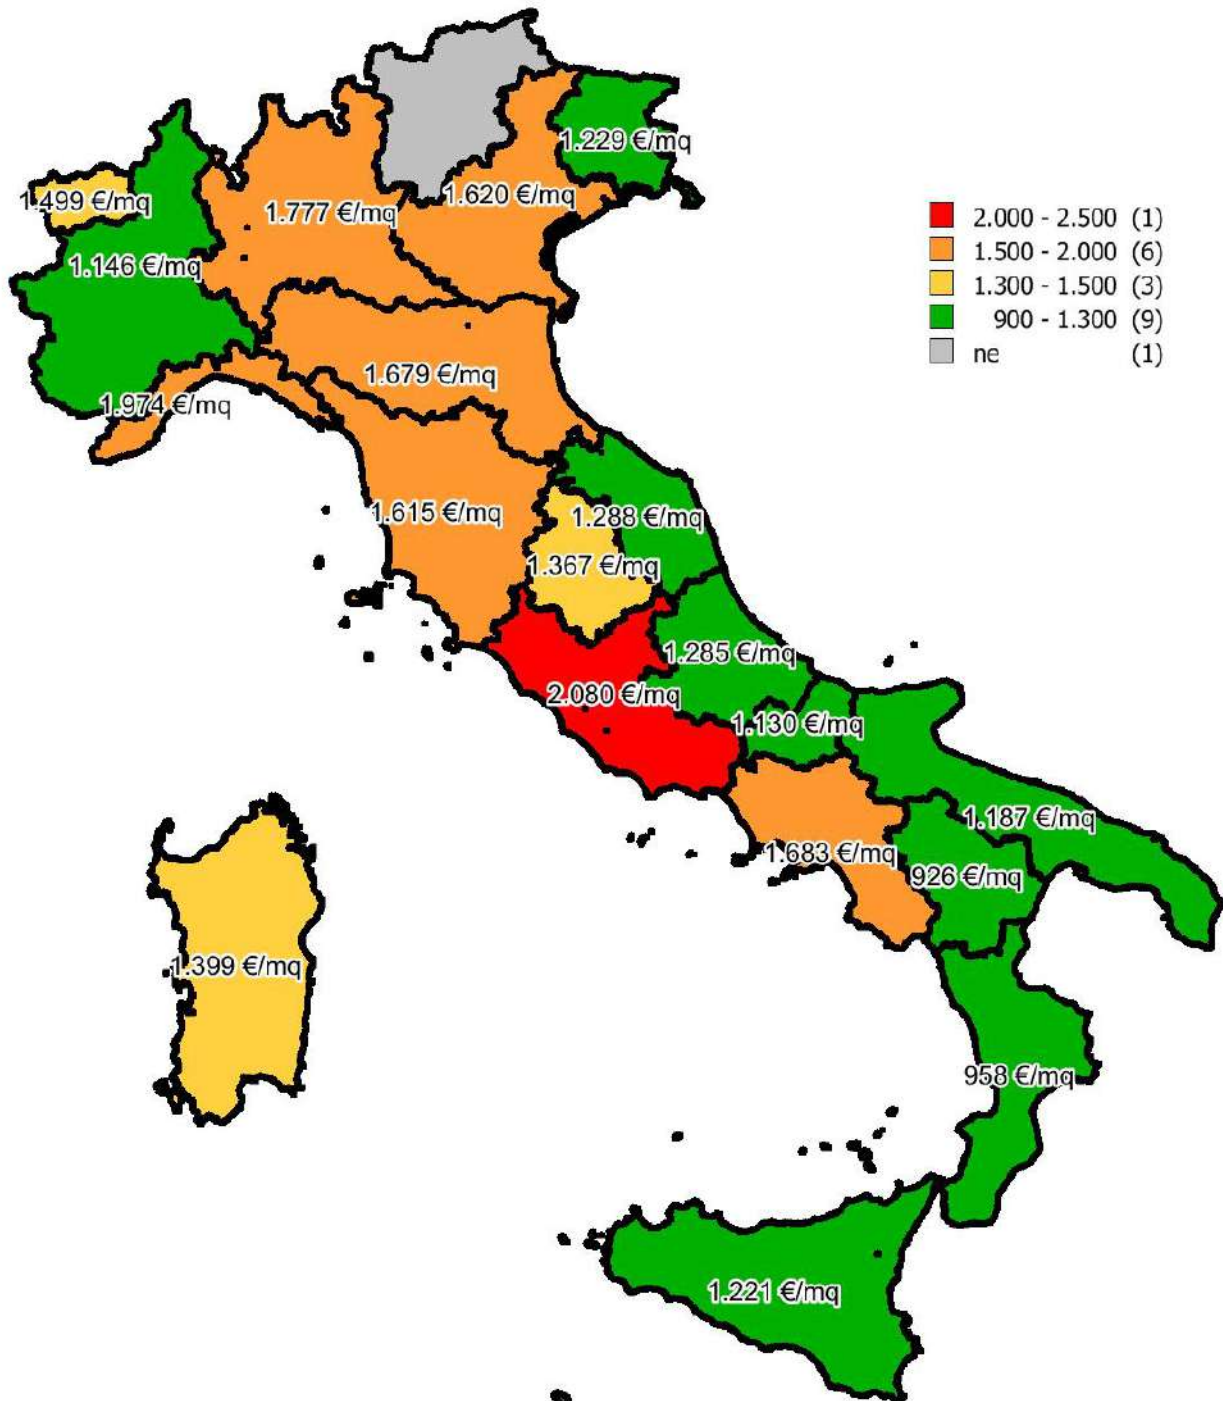 1.229 €/mq
1.620 €/mq
1.499 €/mq
1.777 €/mq
1.146 €/mq
1.679 €/mq
1.974 €/mq
1.615 €/mq
1.288 €/mq
1.367 €/mq
1.285 €/mq
2.080 €/mq
1.130 €/mq
1.187 €/mq
1.683 €/mq
926 €/mq
1.399 €/mq
958 €/mq
1.221 €/mq
2.000 - 2.500 (1)
1.500 - 2.000 (6)
1.300 - 1.500 (3)
900 - 1.300 (9)
ne (1)